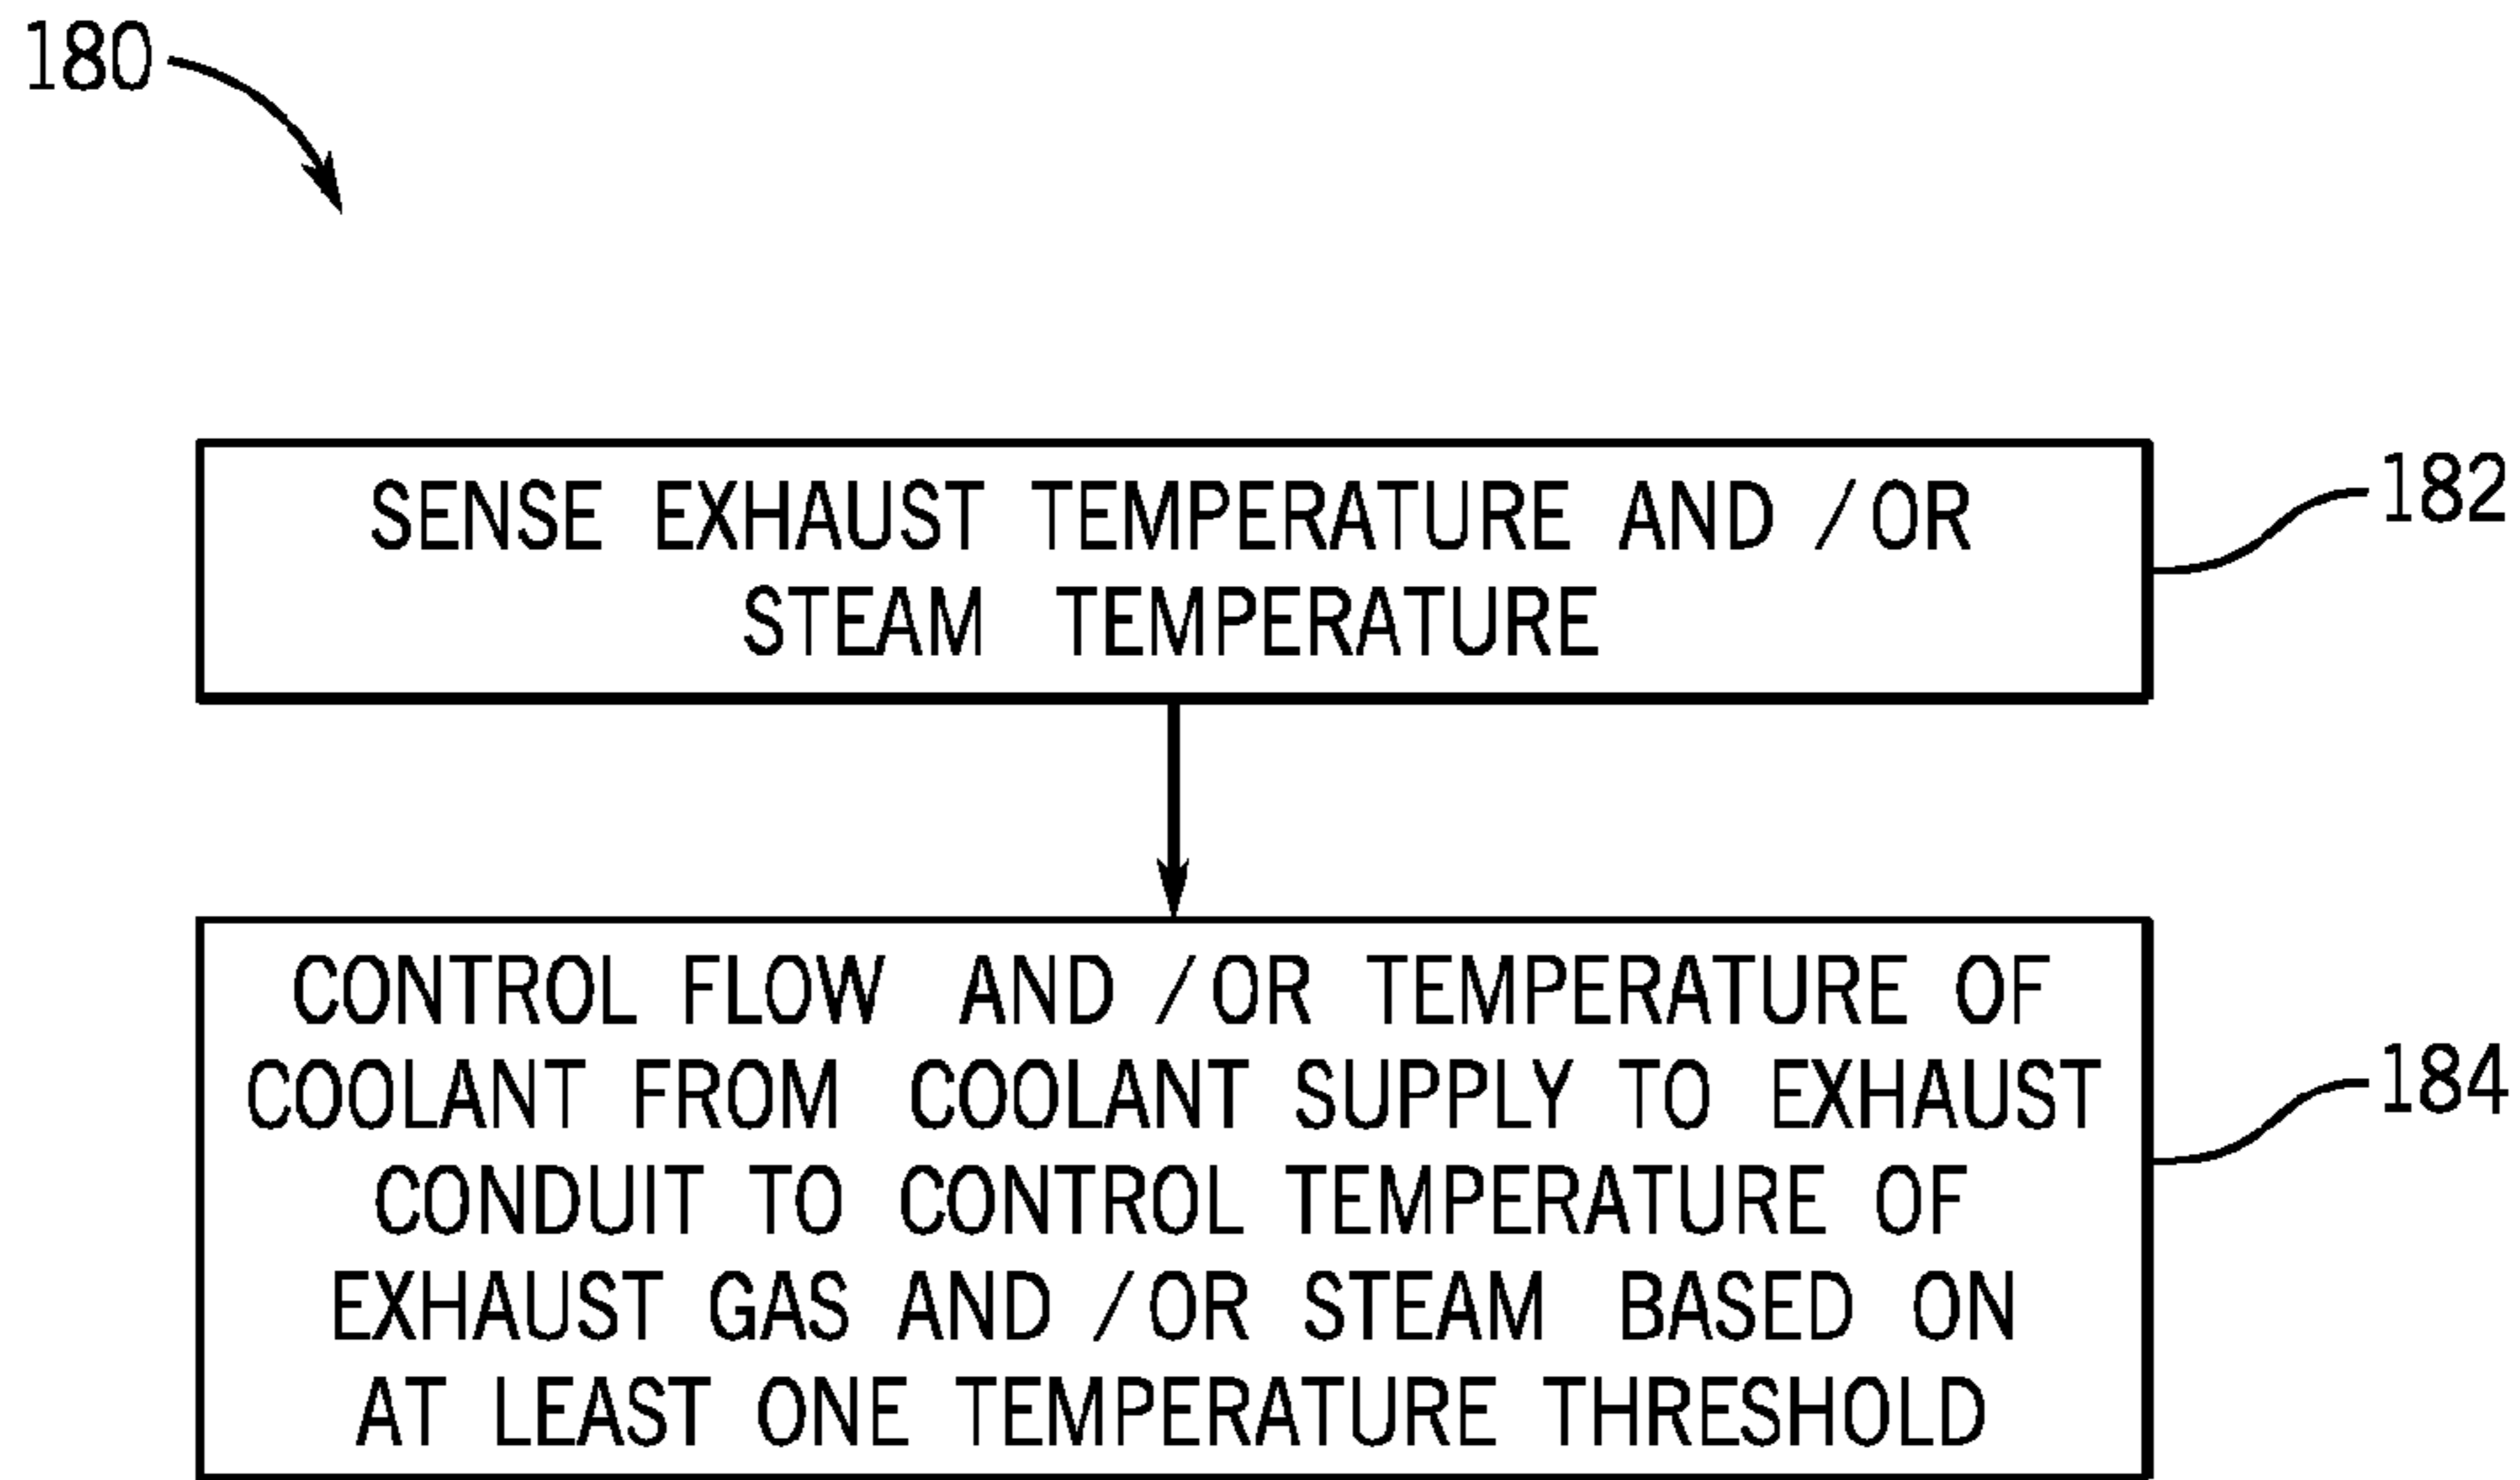 180
SENSE EXHAUST TEMPERATURE AND /OR
STEAM TEMPERATURE
182
CONTROL FLOW AND /OR TEMPERATURE OF
COOLANT FROM COOLANT SUPPLY TO EXHAUST
CONDUIT TO CONTROL TEMPERATURE OF
EXHAUST GAS AND /OR STEAM BASED ON
AT LEAST ONE TEMPERATURE THRESHOLD
184